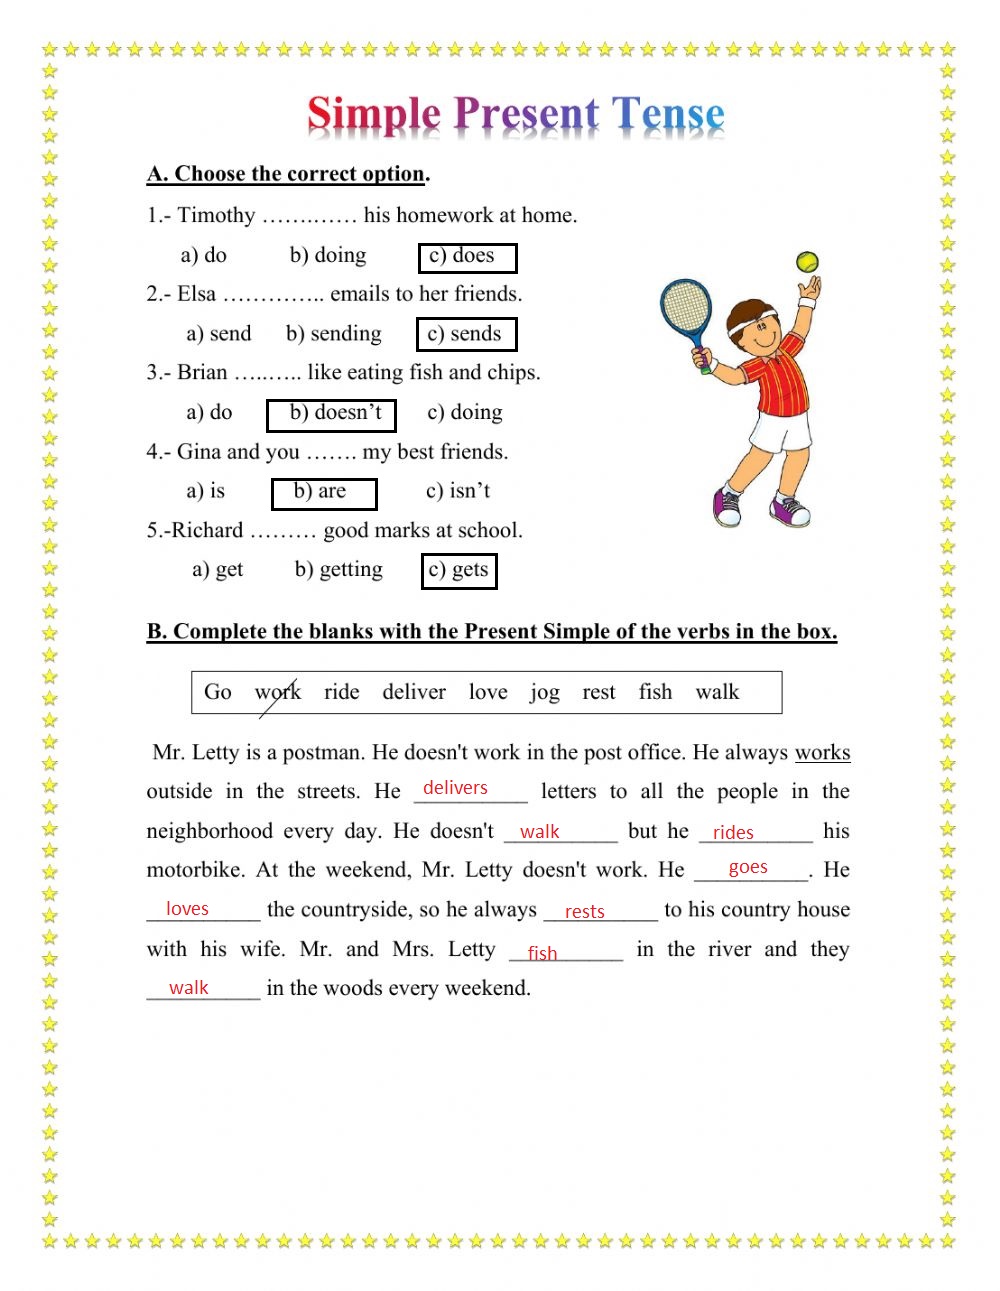 Simple Present Tense
A. Choose the correct option.
1.- Timothy …….…… his homework at home.
a) do b) doing c) does
2.- Elsa ………….. emails to her friends.
a) send b) sending c) sends
3.- Brian ….….. like eating fish and chips.
a) do b) doesn’t c) doing
4.- Gina and you ……. my best friends.
a) is b) are c) isn’t
5.-Richard ……… good marks at school.
a) get b) getting c) gets
B. Complete the blanks with the Present Simple of the verbs in the box.
Go work ride deliver love jog rest fish walk
Mr. Letty is a postman. He doesn't work in the post office. He always works
outside in the streets. He delivers letters to all the people in the
neighborhood every day. He doesn't walk but he rides his
motorbike. At the weekend, Mr. Letty doesn't work. He goes. He
loves the countryside, so he always rests to his country house
with his wife. Mr. and Mrs. Letty fish in the river and they
walk in the woods every weekend.